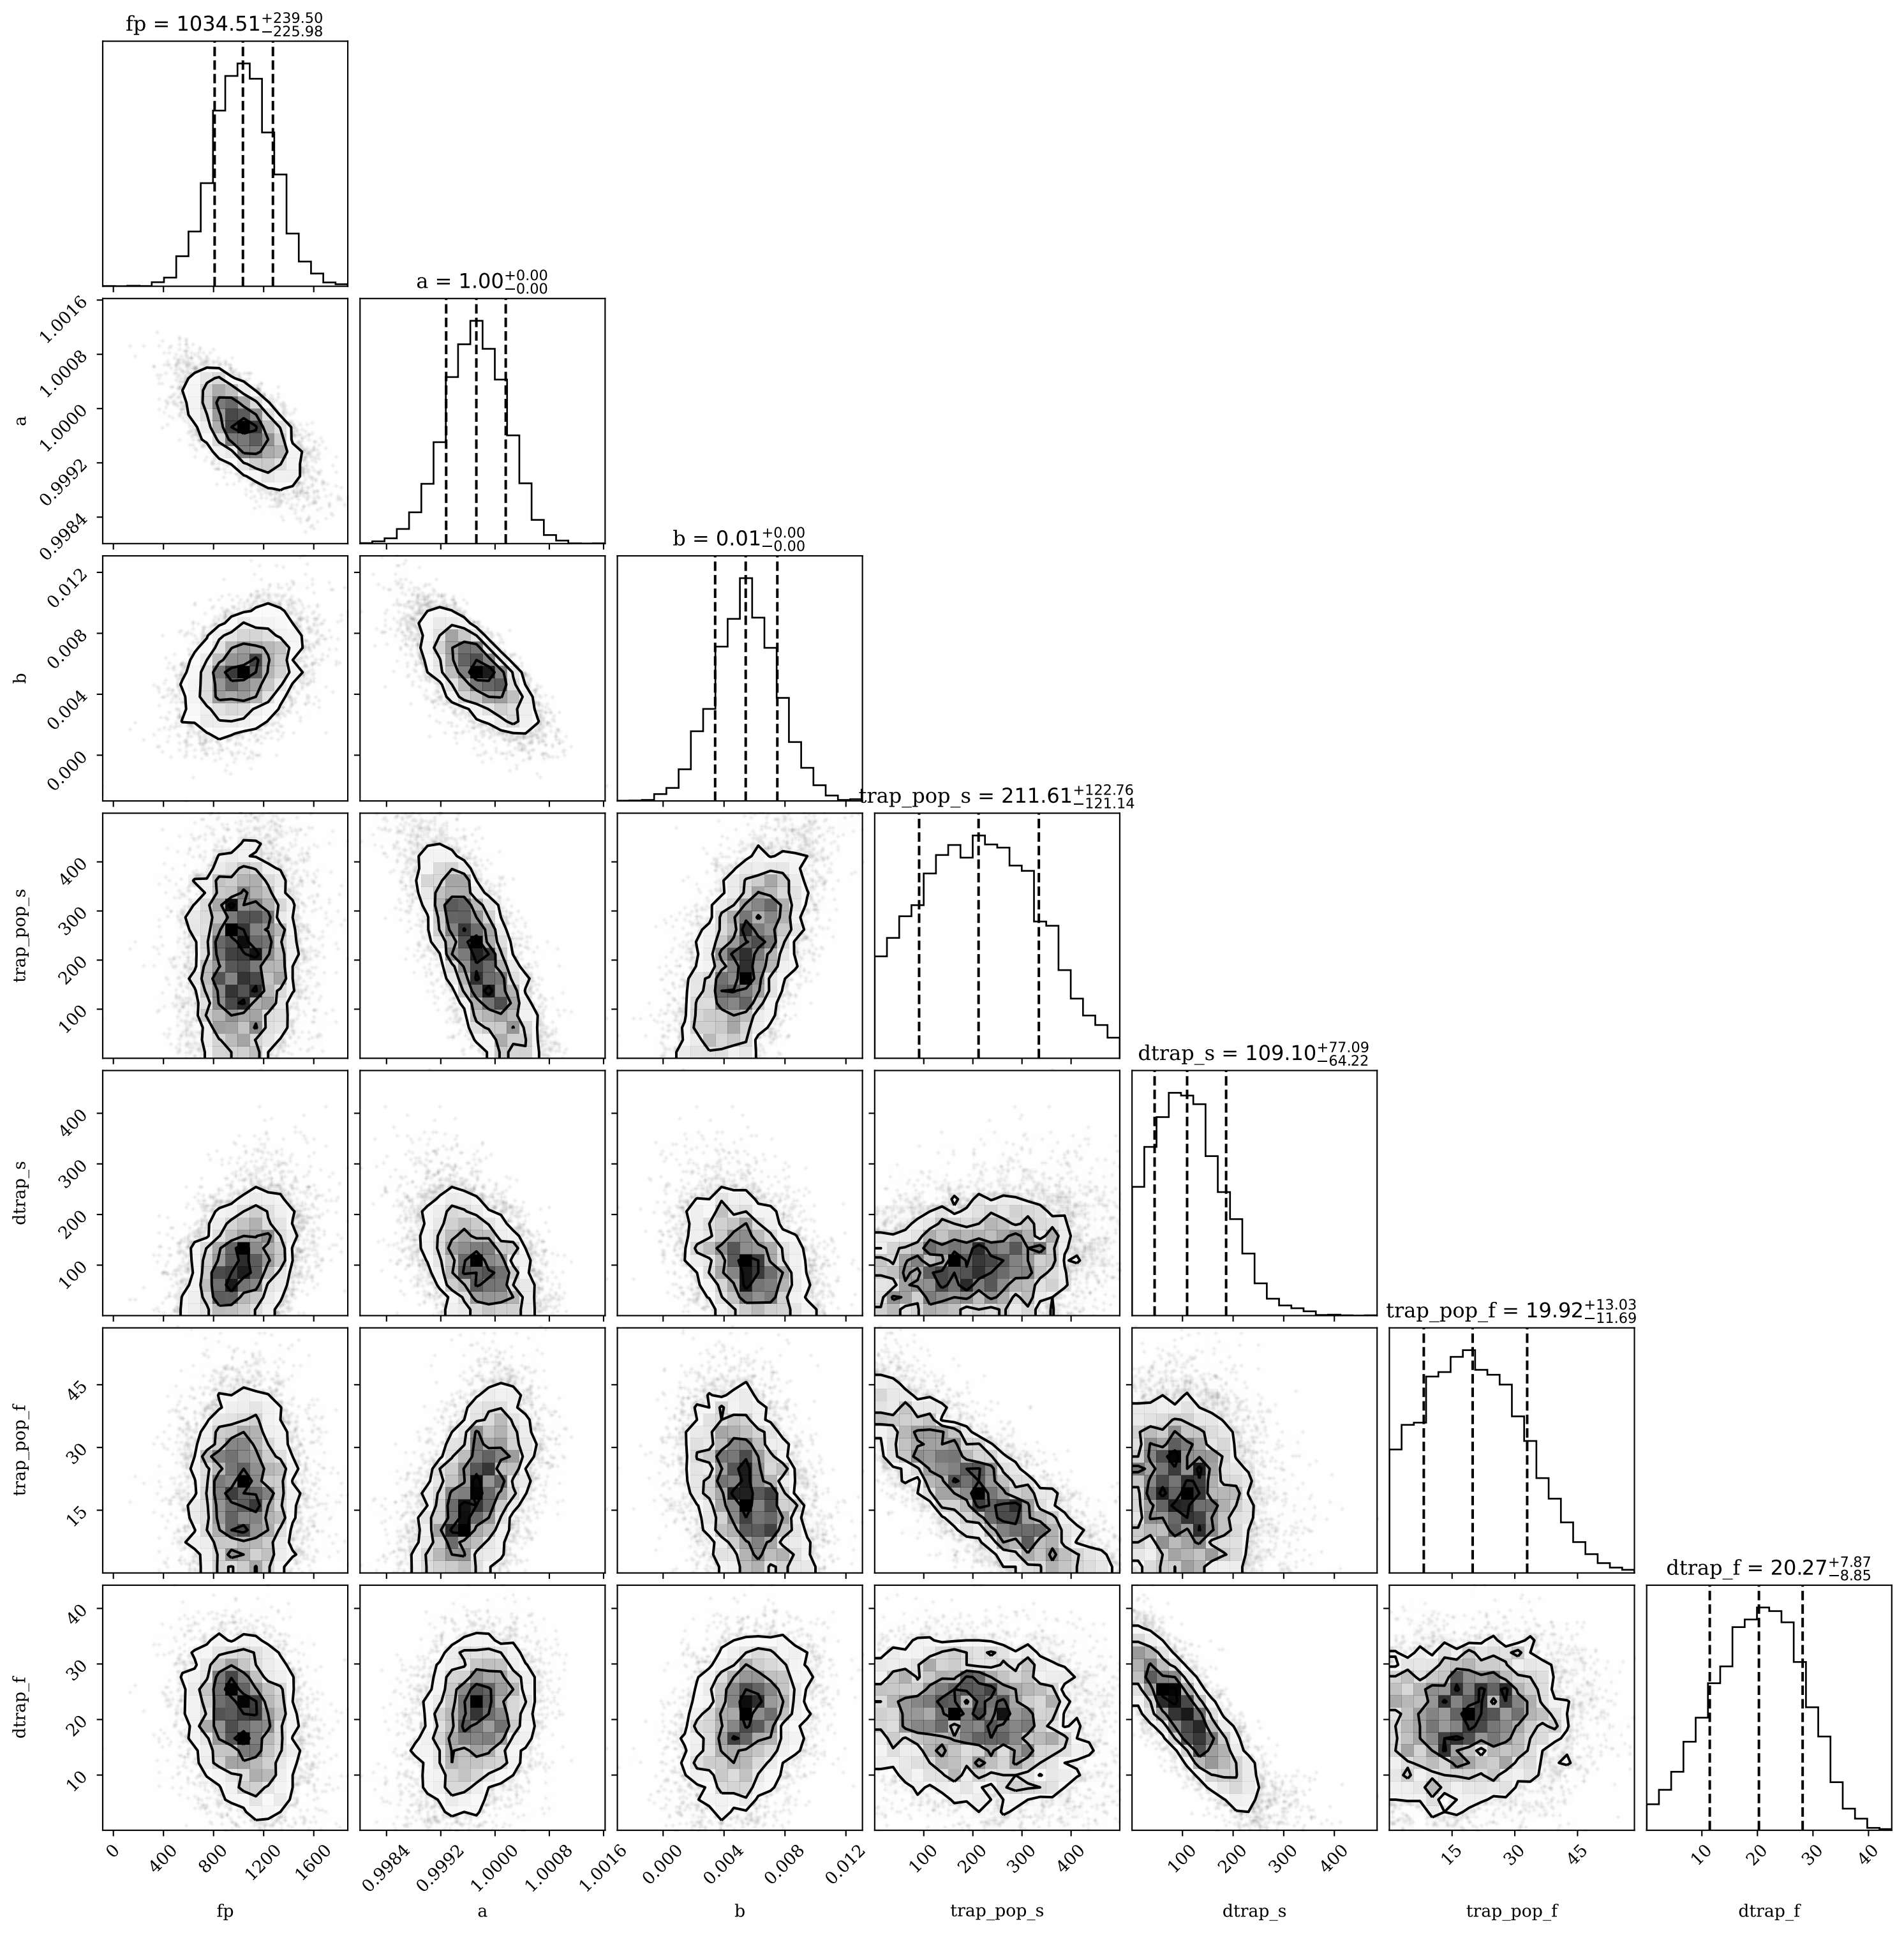 fp = 1034.51 +239.50 −225.98
a = 1.00 +0.00 −0.00
1.0016
1.0008
1.0000
0.9992
0.9984
a
b = 0.01 +0.00 −0.00
0.012
0.008
0.004
0.000
b
trap_pop_s = 211.61 +122.76 −121.14
400
300
200
100
trap_pop_s
dtrap_s = 109.10 +77.09 −64.22
400
300
200
100
dtrap_s
trap_pop_f = 19.92 +13.03 −11.69
45
30
15
trap_pop_f
dtrap_f = 20.27 +7.87 −8.85
40
30
20
10
dtrap_f
0 400 800 1200 1600 0.9984 0.9992 1.0000 1.0008 1.0016 0.000 0.004 0.008 0.012 100 200 300 400 100 200 300 400 15 30 45 10 20 30 40
fp a b trap_pop_s dtrap_s trap_pop_f dtrap_f